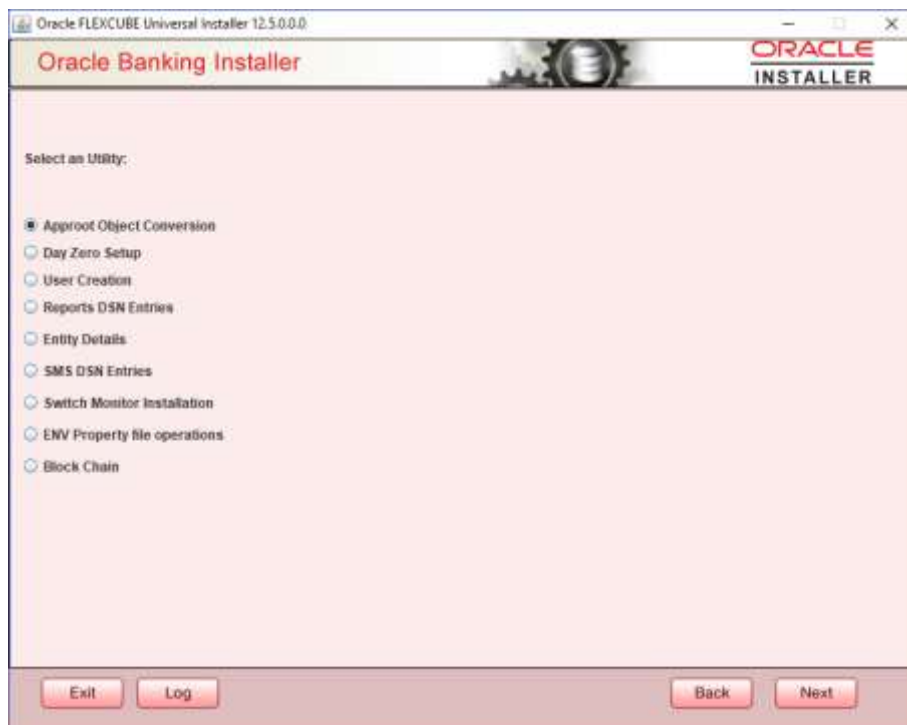 Oracle FLEXCUBE Universal Installer 12.5.0.0.0
Oracle Banking Installer
ORACLE
INSTALLER
Select an Utility:
Approot Object Conversion
Day Zero Setup
User Creation
Reports DSN Entries
Entity Details
SMS DSN Entries
Switch Monitor Installation
ENV Property file operations
Block Chain
Exit
Log
Back
Next